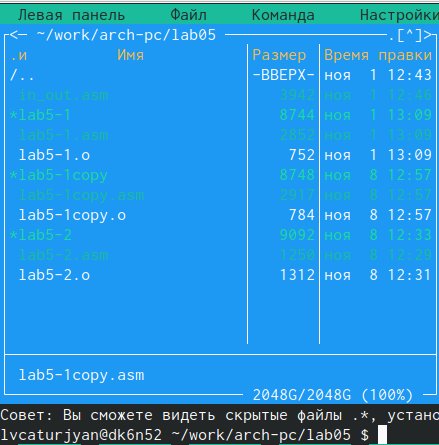 Левая панель Файл Команда Настройки
<─ ~/work/arch-pc/lab05 .[^]>
.и Имя Размер Время правки
/.. -ВВЕРХ- ноя 1 12:43
in_out.asm 3942 ноя 1 12:46
*lab5-1 8744 ноя 1 13:09
lab5-1.asm 2852 ноя 1 13:09
lab5-1.o 752 ноя 1 13:09
*lab5-1copy 8748 ноя 8 12:57
lab5-1copy.asm 2917 ноя 8 12:57
lab5-1copy.o 784 ноя 8 12:57
*lab5-2 9092 ноя 8 12:33
lab5-2.asm 1250 ноя 8 12:29
lab5-2.o 1312 ноя 8 12:31
lab5-1copy.asm
2048G/2048G (100%)
Совет: Вы сможете видеть скрытые файлы .*, устано
lvcaturjyan@dk6n52 ~/work/arch-pc/lab05 $